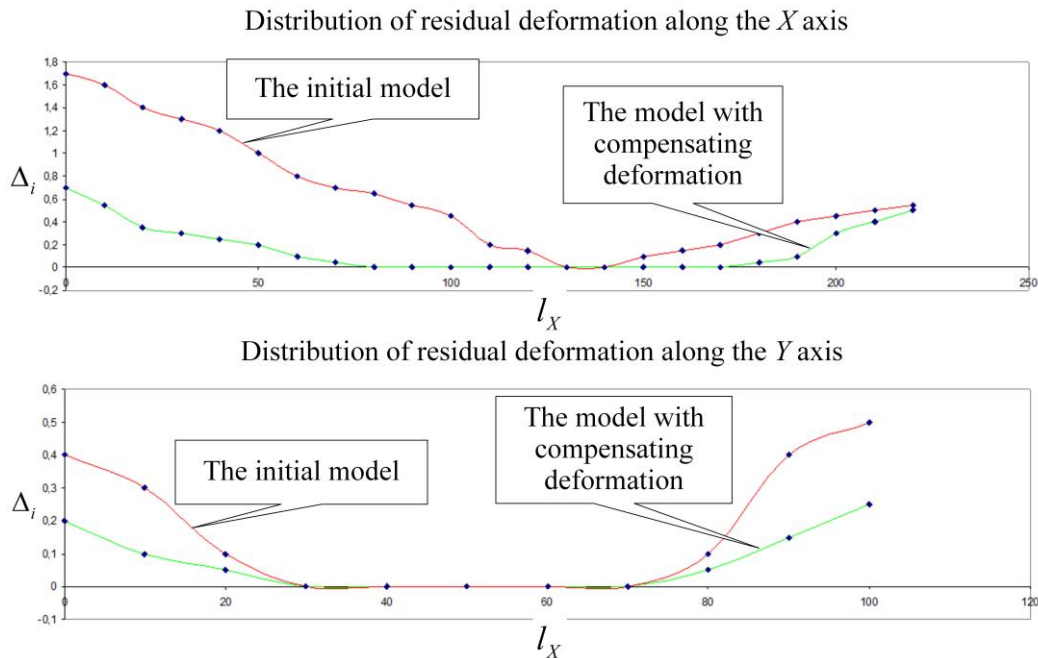 Distribution of residual deformation along the X axis
1,8
1,6
1,4
1,2
1
0,8
0,6
0,4
0,2
0
-0,2
Δi
The initial model
The model with
compensating
deformation
0 50 100 150 200 250
lX
Distribution of residual deformation along the Y axis
0,6
0,5
0,4
0,3
0,2
0,1
0
-0,1
Δi
The initial model
The model with
compensating
deformation
0 20 40 60 80 100 120
lX